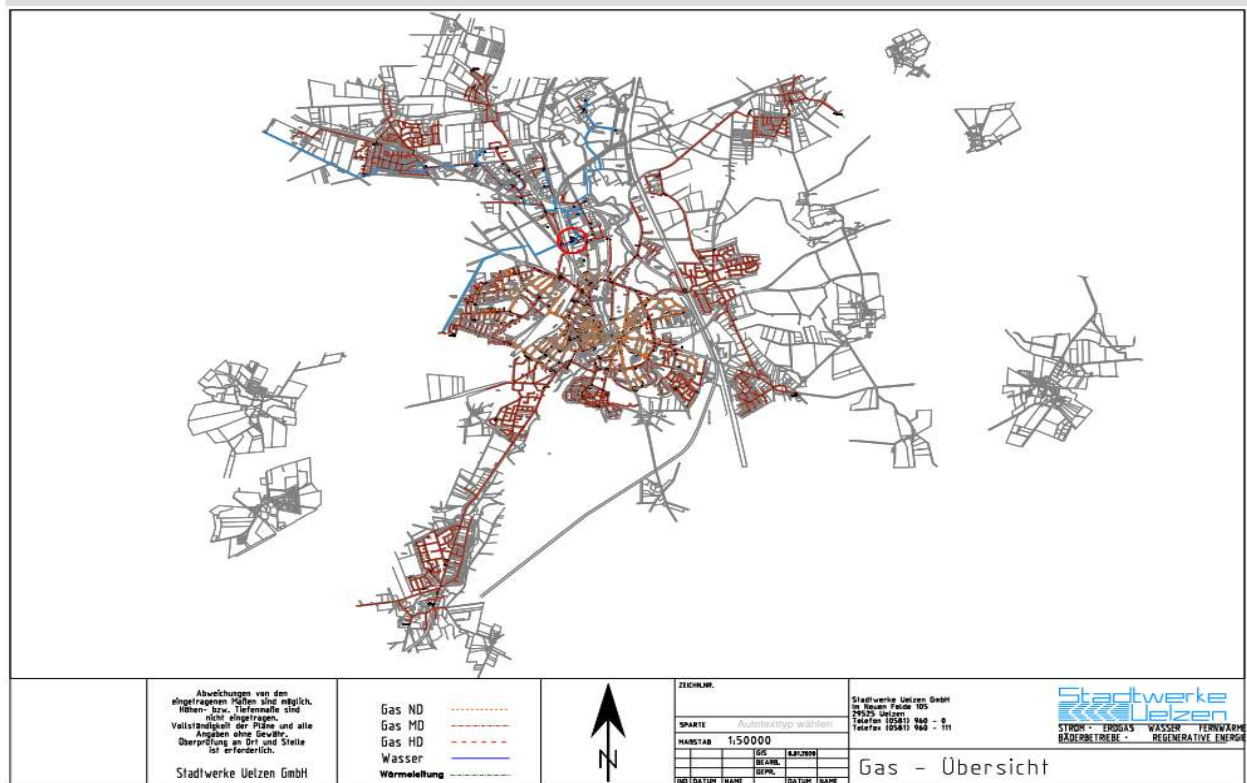 Abweichungen von den
eingetragenen Maßen sind möglich.
Höhen- bzw. Tiefenmaße sind
nicht eingetragen.
Vollständigkeit der Pläne und alle
Angaben ohne Gewähr.
Überprüfung an Ort und Stelle
ist erforderlich.
Stadtwerke Uelzen GmbH
Gas ND
Gas MD
Gas HD
Wasser
Wärmeleitung
N
ZEICHN.NR.
SPARTE Autotexttyp wählen
MAßSTAB 1:50000
GIS
BEARB.
GEPR.
IND DATUM NAME DATUM NAME
Stadtwerke Uelzen GmbH
Im Neuen Felde 105
29525 Uelzen
Telefon (0581) 960 - 0
Telefax (0581) 960 - 111
Stadtwerke
Uelzen
STROM · ERDGAS WASSER FERNWÄRME
BÄDERBETRIEBE · REGENERATIVE ENERGIE
Gas - Übersicht